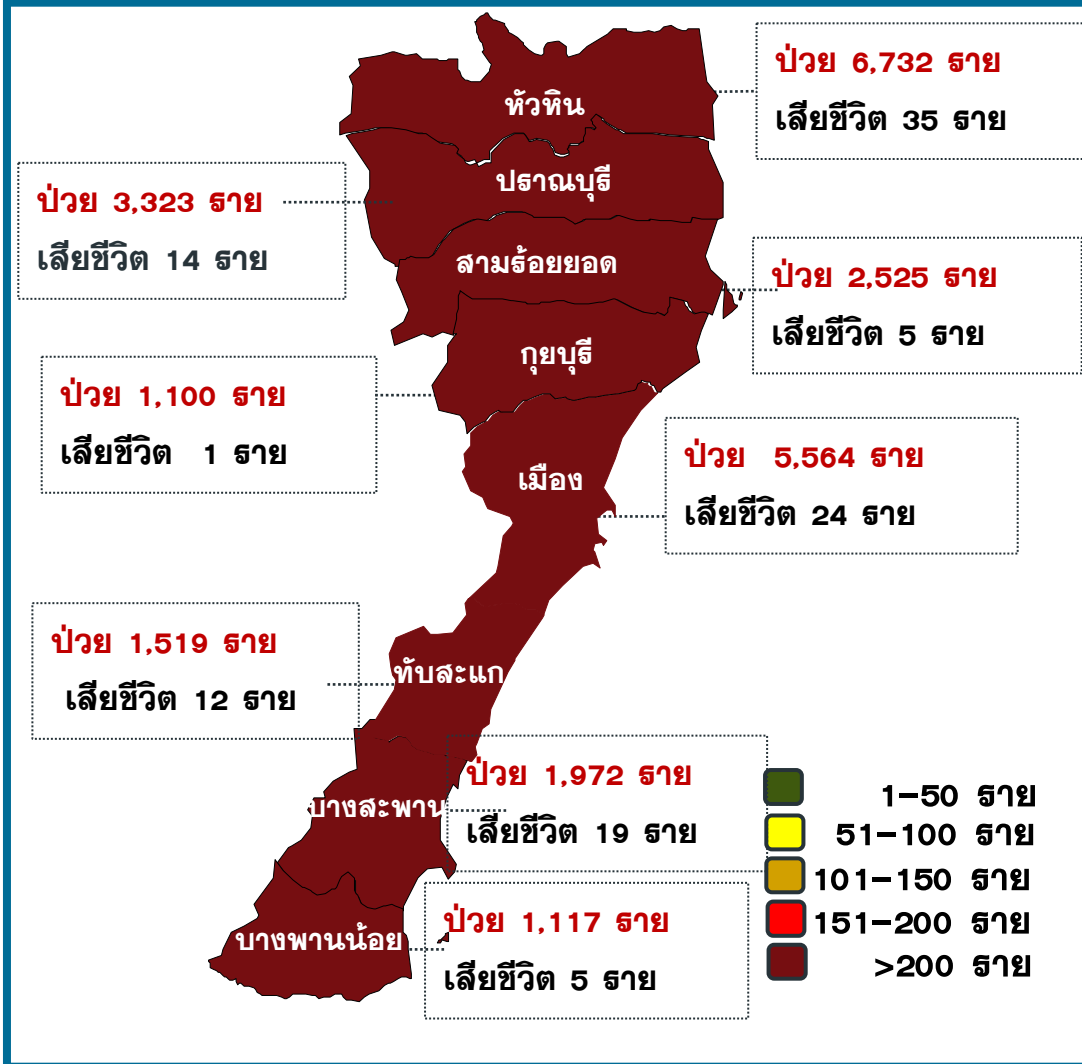 หัวหิน
ป่วย 6,732 ราย
เสียชีวิต 35 ราย
ปราณบุรี
ป่วย 3,323 ราย
เสียชีวิต 14 ราย
สามร้อยยอด
ป่วย 2,525 ราย
เสียชีวิต 5 ราย
กุยบุรี
ป่วย 1,100 ราย
เสียชีวิต 1 ราย
เมือง
ป่วย 5,564 ราย
เสียชีวิต 24 ราย
ทับสะแก
ป่วย 1,519 ราย
เสียชีวิต 12 ราย
บางสะพาน
ป่วย 1,972 ราย
เสียชีวิต 19 ราย
บางพานน้อย
ป่วย 1,117 ราย
เสียชีวิต 5 ราย
1-50 ราย
51-100 ราย
101-150 ราย
151-200 ราย
>200 ราย